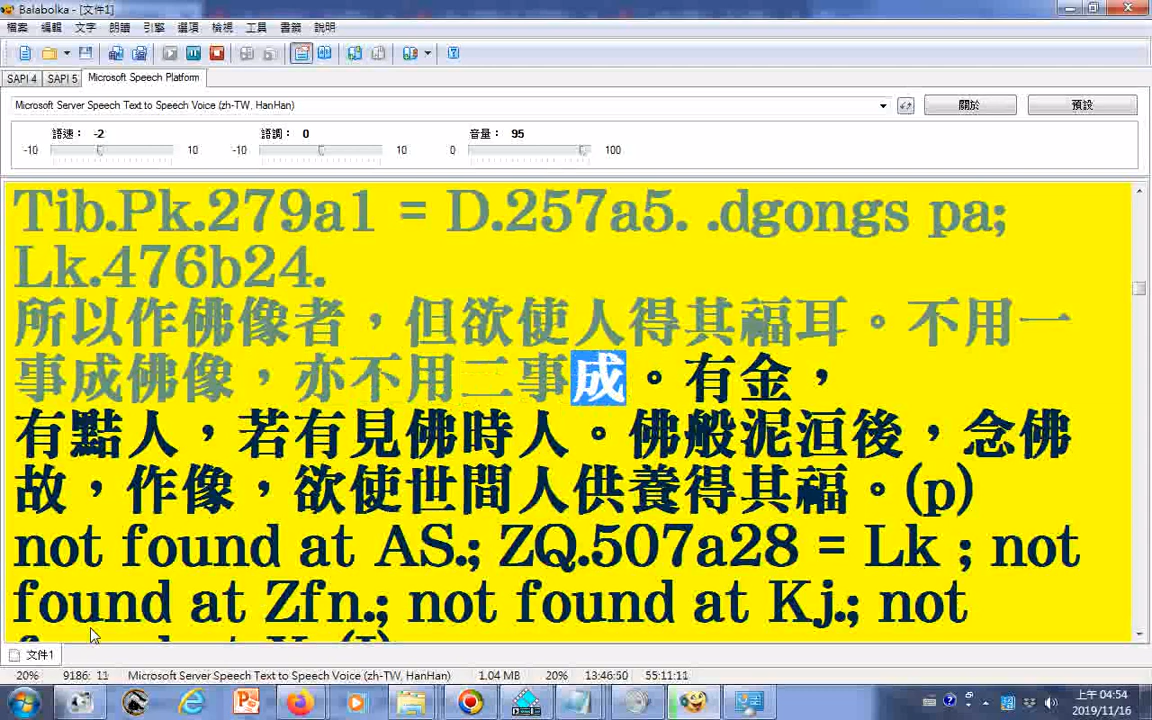 Balabolka - [文件1]
檔案 編輯 文字 朗讀 引擎 選項 檢視 工具 書籤 說明
SAPI 4 SAPI 5 Microsoft Speech Platform
Microsoft Server Speech Text to Speech Voice (zh-TW, HanHan) 關於 預設
語速： -2 語調： 0 音量： 95
-10 10 -10 10 0 100
Tib.Pk.279a1 = D.257a5. .dgongs pa;
Lk.476b24.
所以作佛像者，但欲使人得其福耳。不用一
事成佛像，亦不用二事成。有金，
有黠人，若有見佛時人。佛般泥洹後，念佛
故，作像，欲使世間人供養得其福。(p)
not found at AS.; ZQ.507a28 = Lk ; not
found at Zfn.; not found at Kj.; not
文件1
20% 9186: 11 Microsoft Server Speech Text to Speech Voice (zh-TW, HanHan) 1.04 MB 20% 13:46:50 55:11:11
上午 04:54
2019/11/16